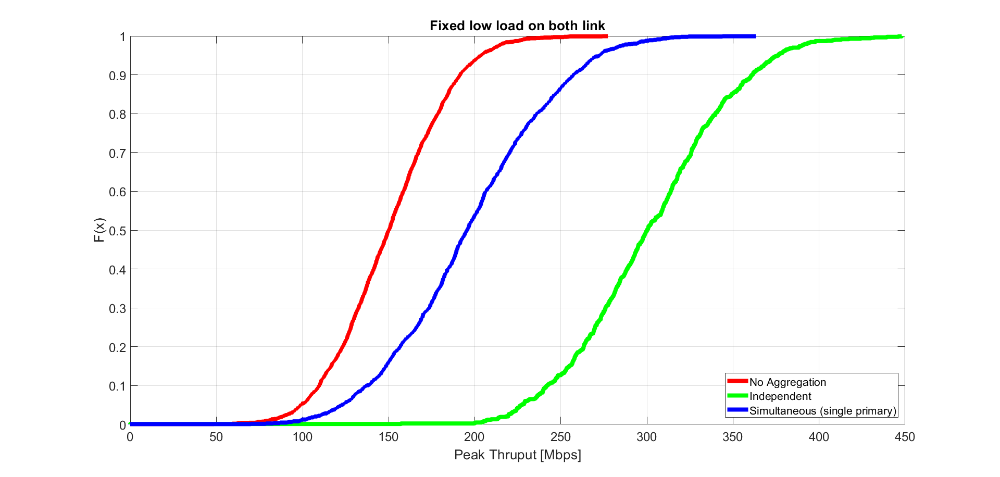 Fixed low load on both link
1
0.9
0.8
0.7
0.6
0.5
0.4
0.3
0.2
0.1
0
F(x)
0 50 100 150 200 250 300 350 400 450
Peak Thruput [Mbps]
No Aggregation
Independent
Simultaneous (single primary)